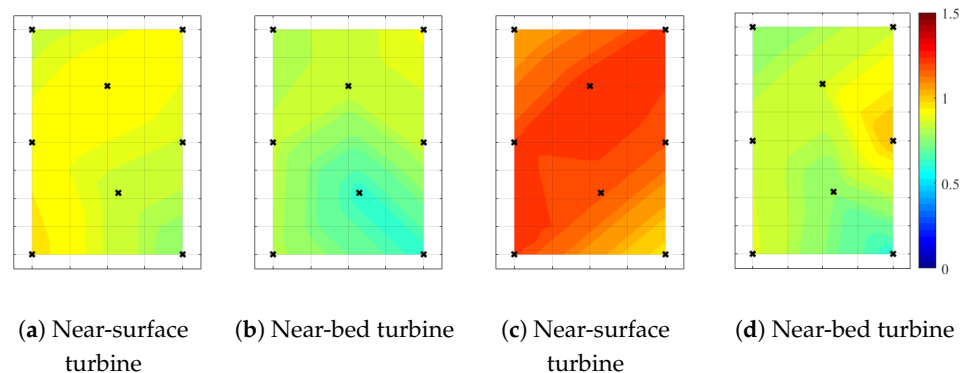 1.5
1
0.5
0
(a) Near-surface
turbine
(b) Near-bed turbine
(c) Near-surface
turbine
(d) Near-bed turbine